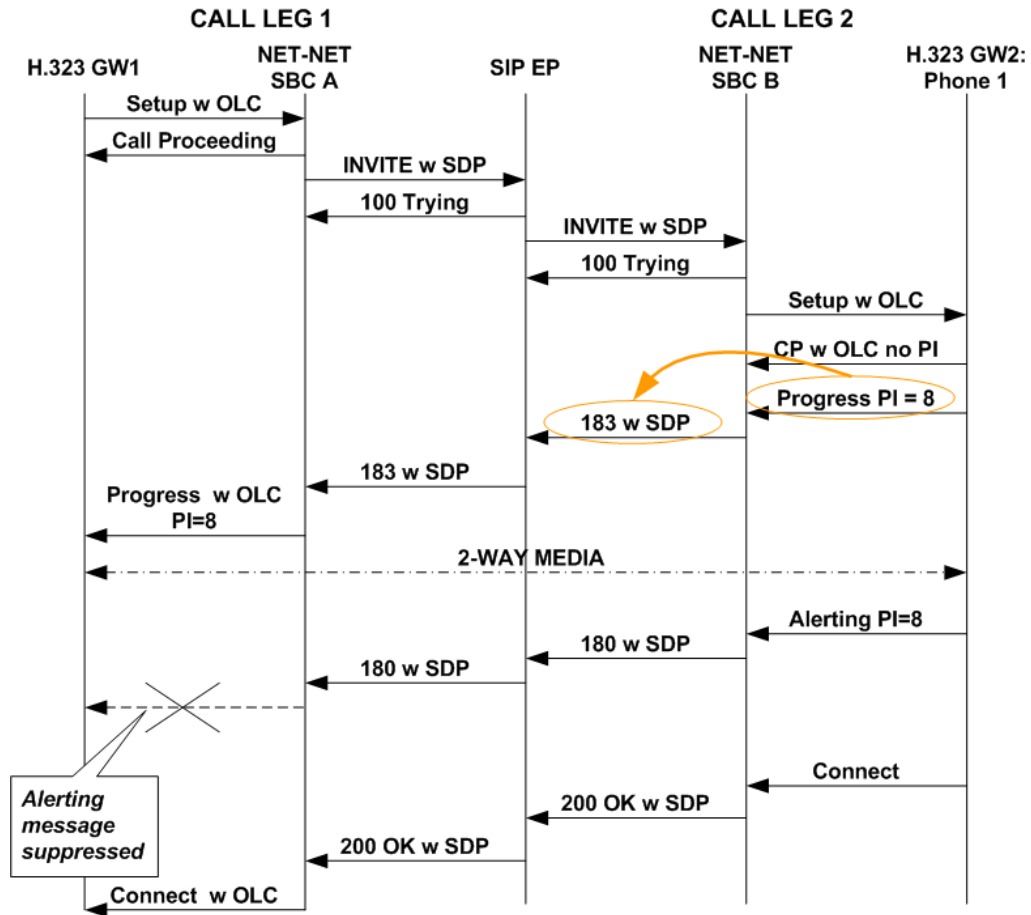 CALL LEG 1
CALL LEG 2
H.323 GW1
NET-NET
SBC A
SIP EP
NET-NET
SBC B
H.323 GW2:
Phone 1
Setup w OLC
Call Proceeding
INVITE w SDP
100 Trying
INVITE w SDP
100 Trying
Setup w OLC
CP w OLC no PI
Progress PI = 8
183 w SDP
183 w SDP
Progress w OLC
PI=8
2-WAY MEDIA
Alerting PI=8
180 w SDP
180 w SDP
Alerting
message
suppressed
Connect
200 OK w SDP
200 OK w SDP
Connect w OLC